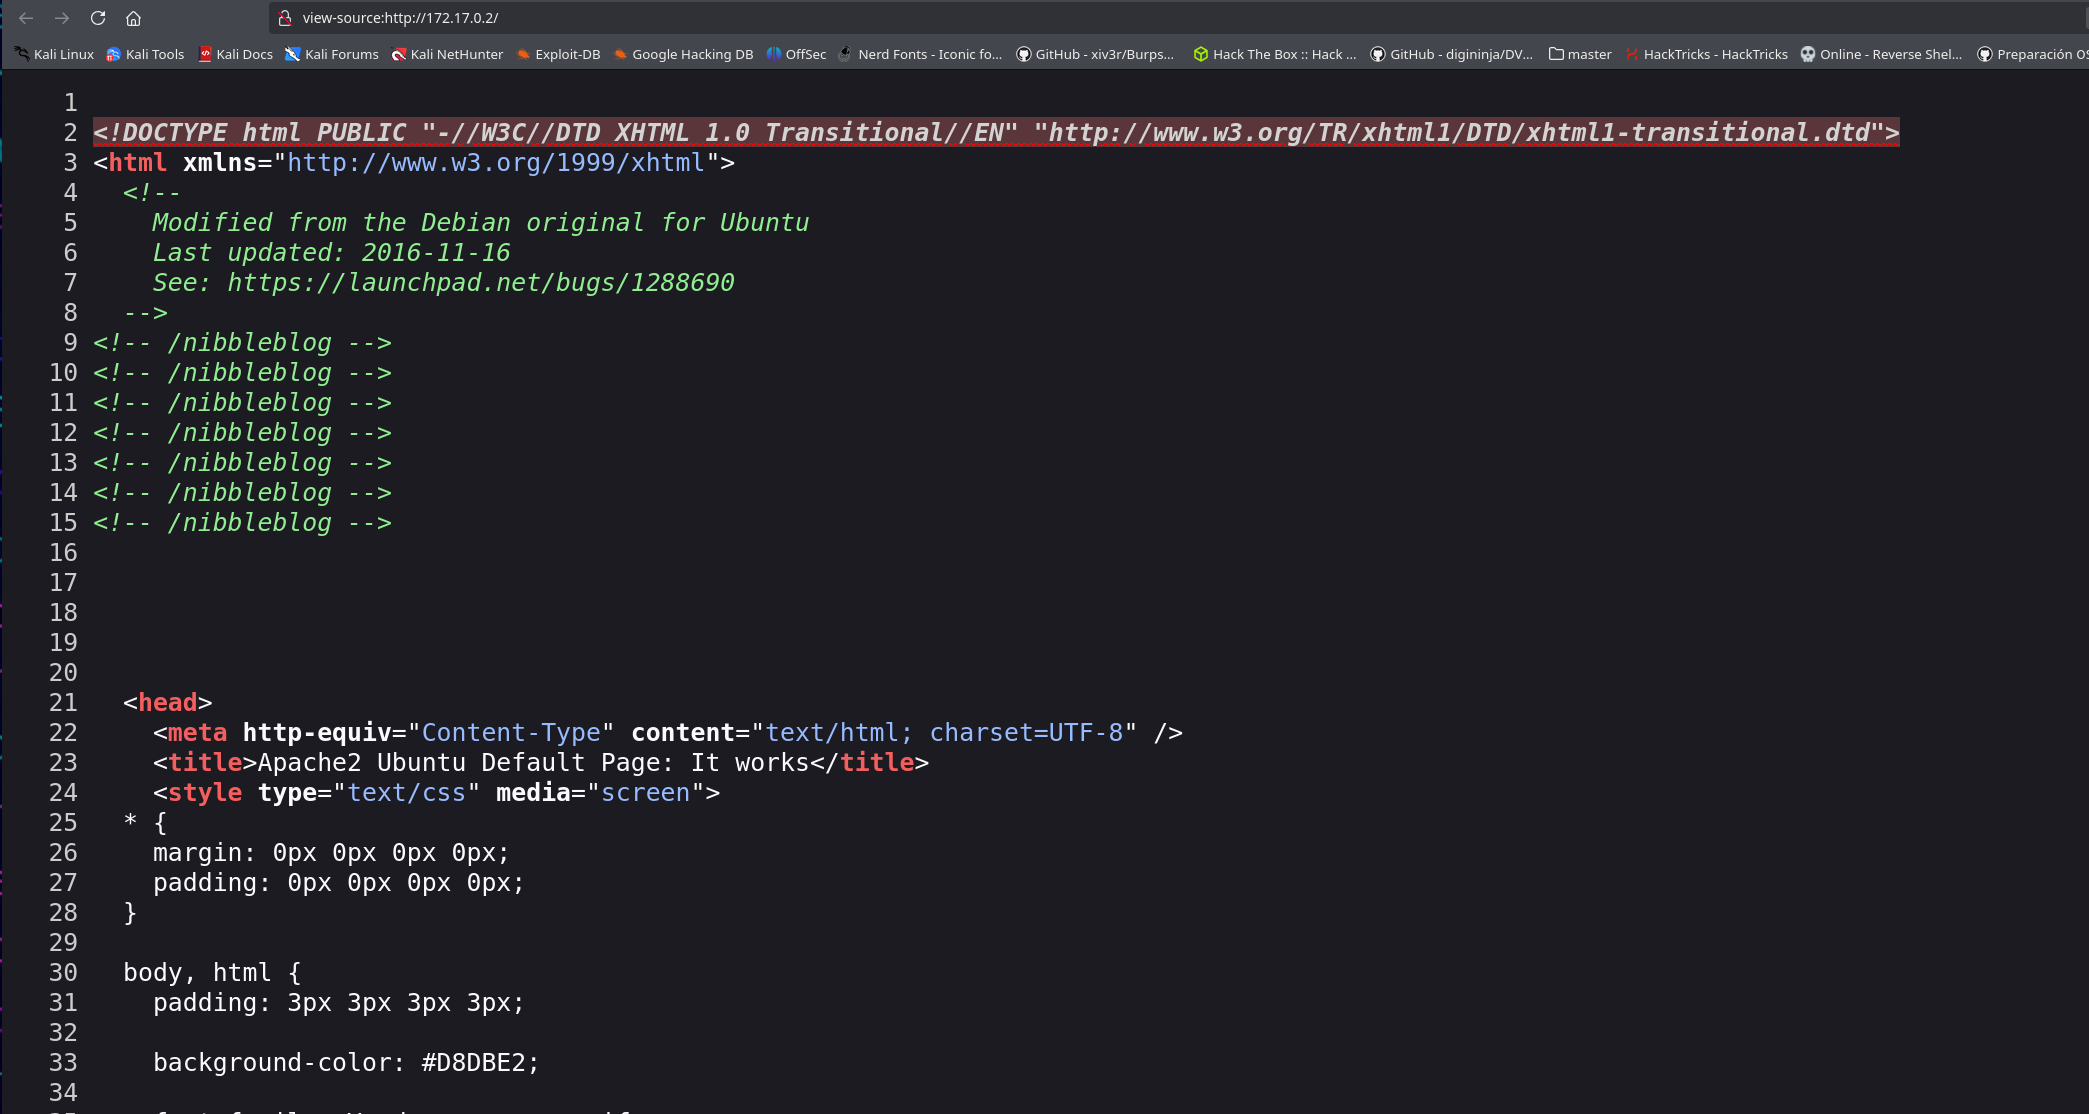 view-source:http://172.17.0.2/
Kali Linux Kali Tools Kali Docs Kali Forums Kali NetHunter Exploit-DB Google Hacking DB OffSec Nerd Fonts - Iconic fo... GitHub - xiv3r/Burps... Hack The Box :: Hack ... GitHub - digininja/DV... master HackTricks - HackTricks Online - Reverse Shel... Preparación OS
1
2 <!DOCTYPE html PUBLIC "-//W3C//DTD XHTML 1.0 Transitional//EN" "http://www.w3.org/TR/xhtml1/DTD/xhtml1-transitional.dtd">
3 <html xmlns="http://www.w3.org/1999/xhtml">
4 <!--
5 Modified from the Debian original for Ubuntu
6 Last updated: 2016-11-16
7 See: https://launchpad.net/bugs/1288690
8 -->
9 <!-- /nibbleblog -->
10 <!-- /nibbleblog -->
11 <!-- /nibbleblog -->
12 <!-- /nibbleblog -->
13 <!-- /nibbleblog -->
14 <!-- /nibbleblog -->
15 <!-- /nibbleblog -->
16
17
18
19
20
21 <head>
22 <meta http-equiv="Content-Type" content="text/html; charset=UTF-8" />
23 <title>Apache2 Ubuntu Default Page: It works</title>
24 <style type="text/css" media="screen">
25 * {
26 margin: 0px 0px 0px 0px;
27 padding: 0px 0px 0px 0px;
28 }
29
30 body, html {
31 padding: 3px 3px 3px 3px;
32
33 background-color: #D8DBE2;
34